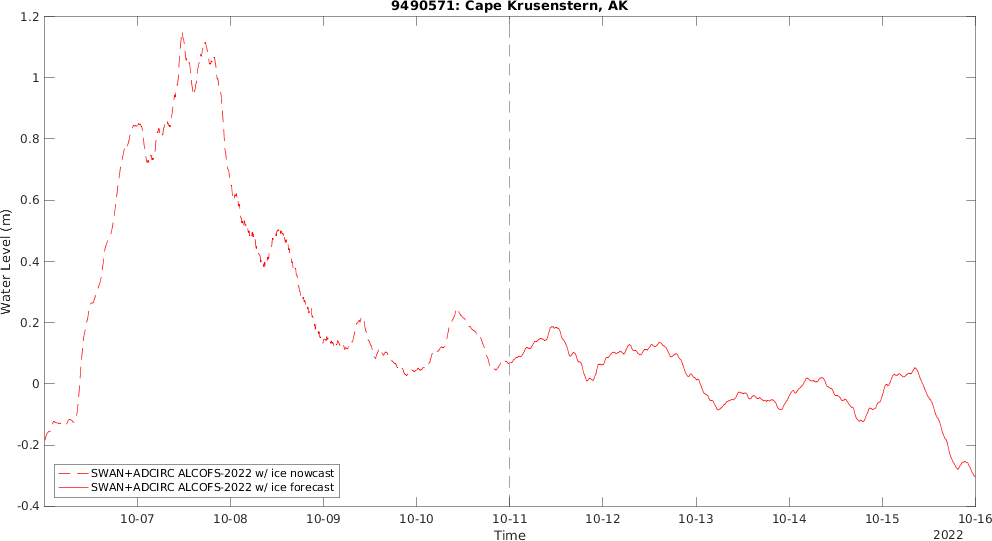 9490571: Cape Krusenstern, AK
1.2
1
0.8
0.6
0.4
0.2
0
-0.2
-0.4
Water Level (m)
SWAN+ADCIRC ALCOFS-2022 w/ ice nowcast
SWAN+ADCIRC ALCOFS-2022 w/ ice forecast
10-07 10-08 10-09 10-10 10-11 10-12 10-13 10-14 10-15 10-16
Time
2022